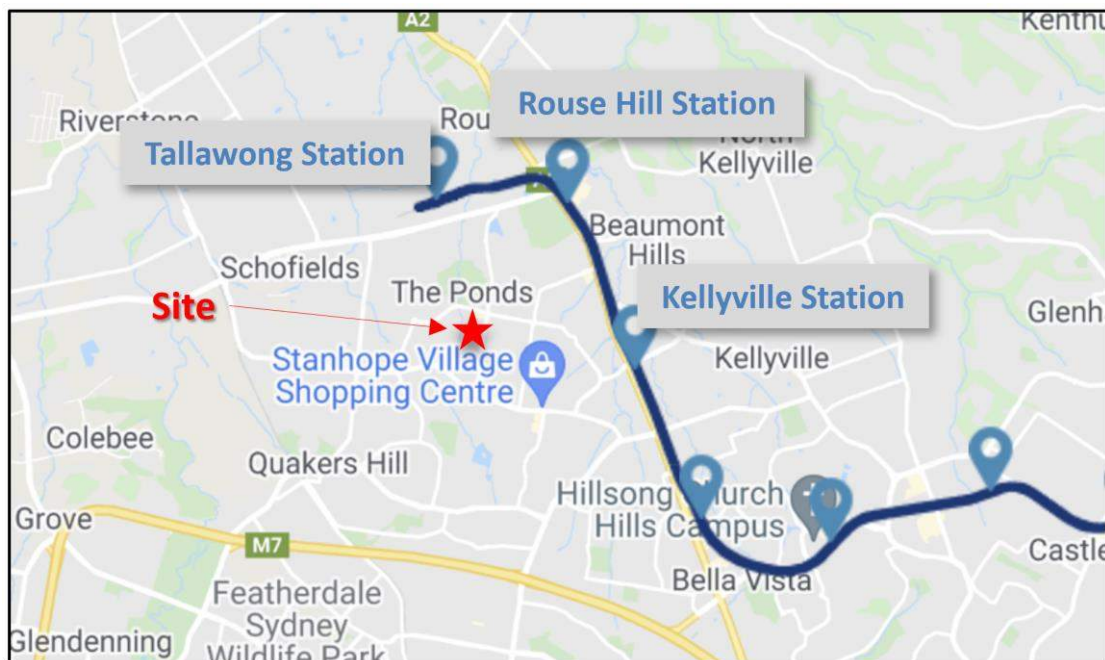 A2
Kenthu
Rouse Hill Station
Riverstone
Rou
Tallawong Station
North
Kellyville
Beaumont
Hills
Schofields
The Ponds
Kellyville Station
Site
Glenh
Stanhope Village
Shopping Centre
Kellyville
Colebee
Quakers Hill
Hillsong Church
Hills Campus
Grove
M7
Castle
Bella Vista
Featherdale
Sydney
Wildlife Park
Glendenning